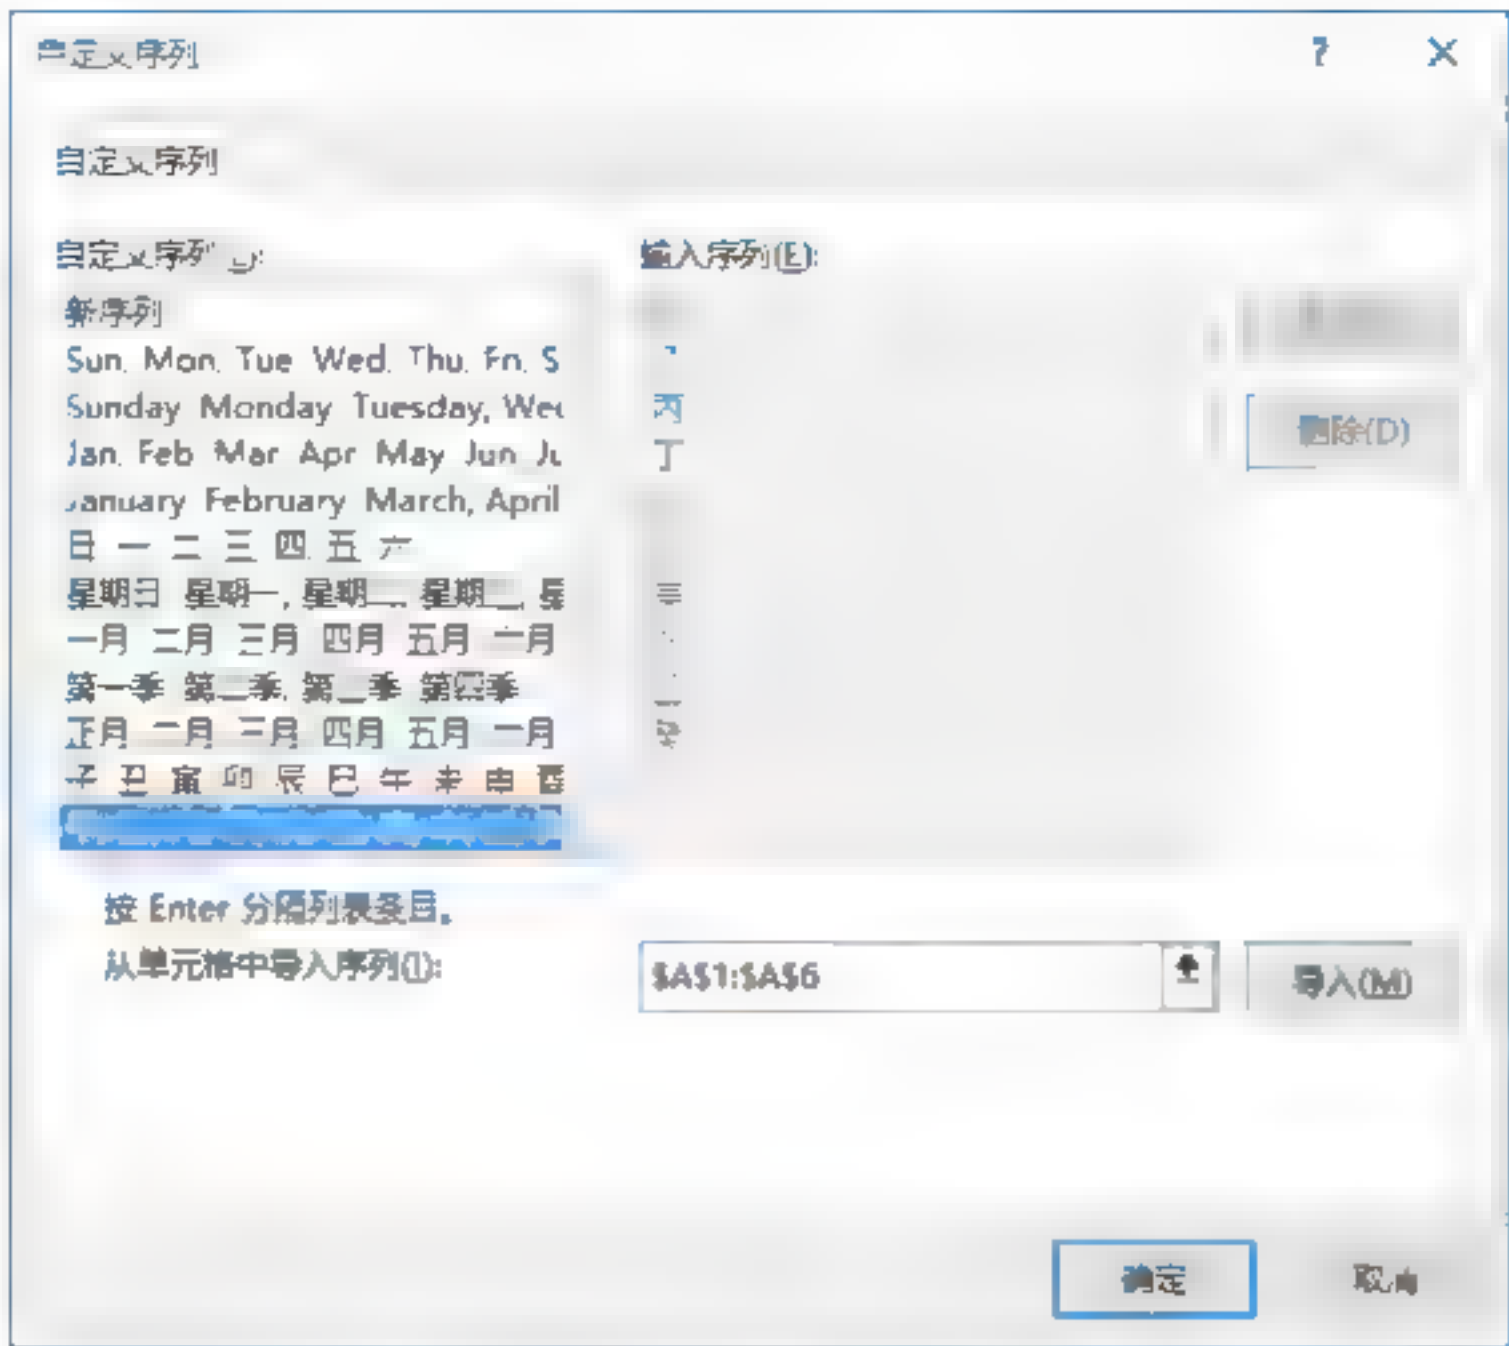 自定义序列
自定义序列
自定义序列
输入序列(E):
新序列
Sun. Mon. Tue Wed. Thu. Fri. S
Sunday Monday Tuesday, Wed
Jan. Feb Mar Apr May Jun Ju
January February March, April
日 一 二 三 四 五 六
星期日 星期一, 星期二 星期三, 星
一月 二月 三月 四月 五月 六月
第一季 第二季, 第三季 第四季
正月 二月 三月 四月 五月 六月
子 丑 寅 卯 辰 巳 午 未 申 酉
丙
丁
删除(D)
按 Enter 分隔列表条目。
从单元格中导入序列(I):
$A$1:$A$6
导入(M)
确定
取消